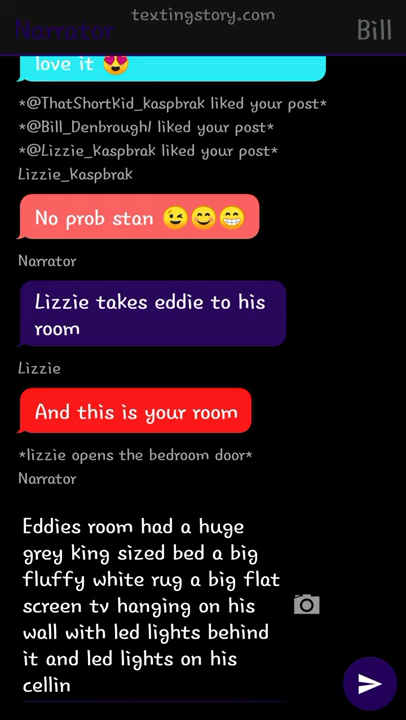 textingstory.com
Narrator
Bill
love it 😍
*@ThatShortKid_kaspbrak liked your post*
*@Bill_Denbrough1 liked your post*
*@Lizzie_Kaspbrak liked your post*
Lizzie_Kaspbrak
No prob stan 😉😊😁
Narrator
Lizzie takes eddie to his
room
Lizzie
And this is your room
*lizzie opens the bedroom door*
Narrator
Eddies room had a huge
grey king sized bed a big
fluffy white rug a big flat
screen tv hanging on his
wall with led lights behind
it and led lights on his
cellin